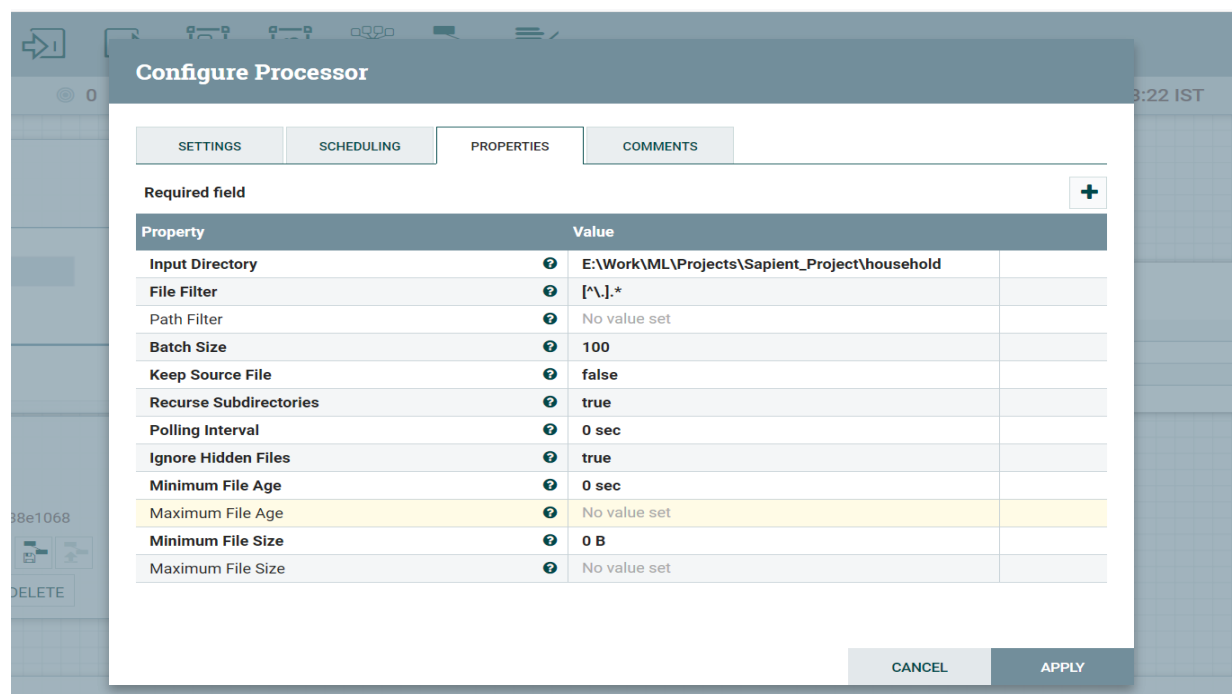 Configure Processor
0
3:22 IST
SETTINGS SCHEDULING PROPERTIES COMMENTS
Required field
Property Value
Input Directory E:\Work\ML\Projects\Sapient_Project\household
File Filter [^\.].*
Path Filter No value set
Batch Size 100
Keep Source File false
Recurse Subdirectories true
Polling Interval 0 sec
Ignore Hidden Files true
Minimum File Age 0 sec
Maximum File Age No value set
38e1068
Minimum File Size 0 B
Maximum File Size No value set
DELETE
CANCEL APPLY